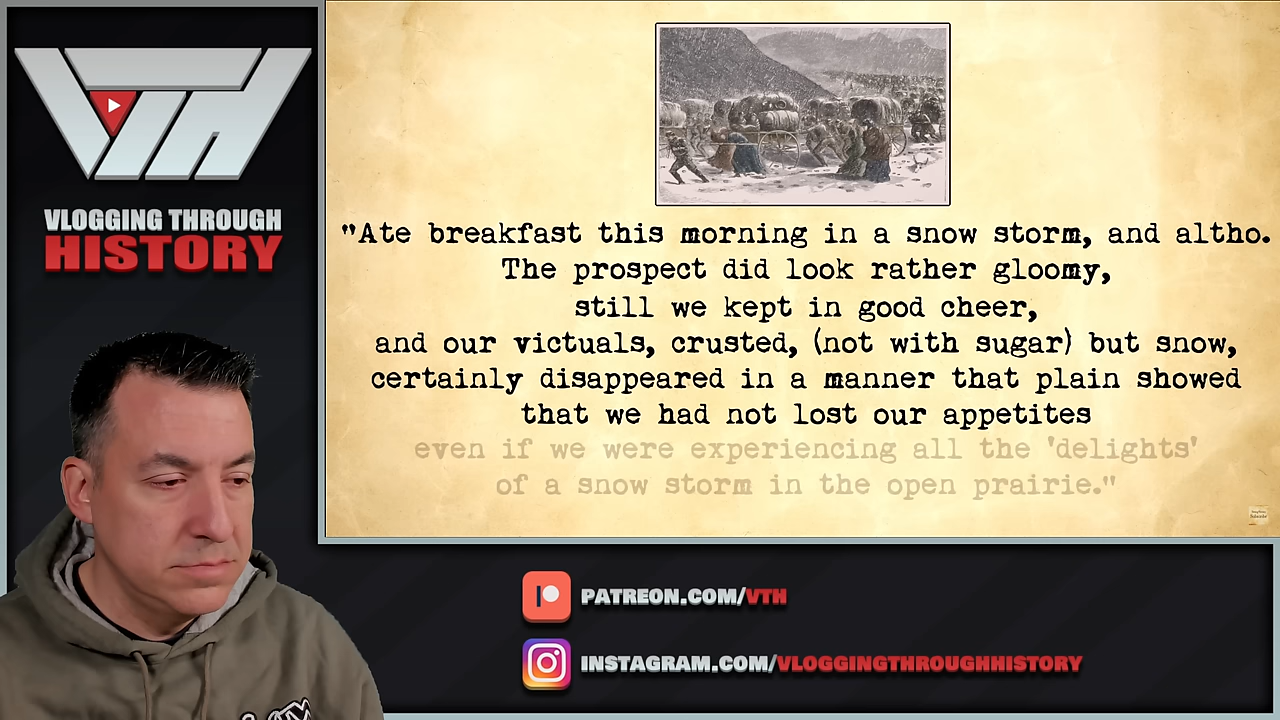 VTH
VLOGGING THROUGH
HISTORY
"Ate breakfast this morning in a snow storm, and altho.
The prospect did look rather gloomy,
still we kept in good cheer,
and our victuals, crusted, (not with sugar) but snow,
certainly disappeared in a manner that plain showed
that we had not lost our appetites
even if we were experiencing all the 'delights'
of a snow storm in the open prairie."
PATREON.COM/VTH
INSTAGRAM.COM/VLOGGINGTHROUGHHISTORY